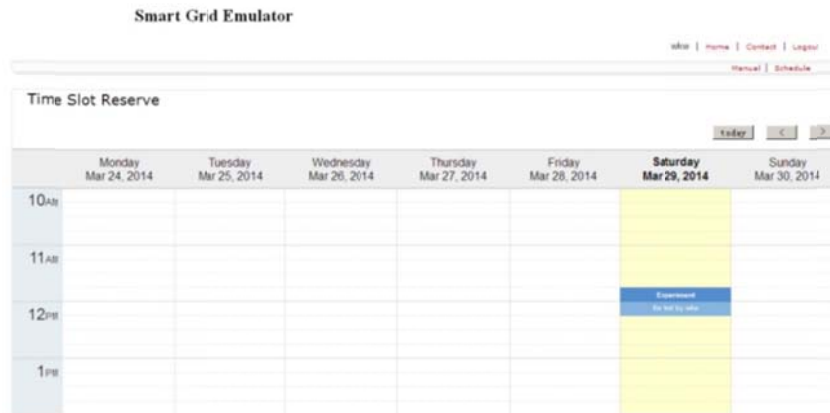 Smart Grid Emulator
| Home | Contact | Logout
Manual | Schedule
Time Slot Reserve
today < >
Monday Tuesday Wednesday Thursday Friday Saturday Sunday
Mar 24, 2014 Mar 25, 2014 Mar 26, 2014 Mar 27, 2014 Mar 28, 2014 Mar 29, 2014 Mar 30, 2014
10AM
11AM
Experiment
by
12PM
1PM